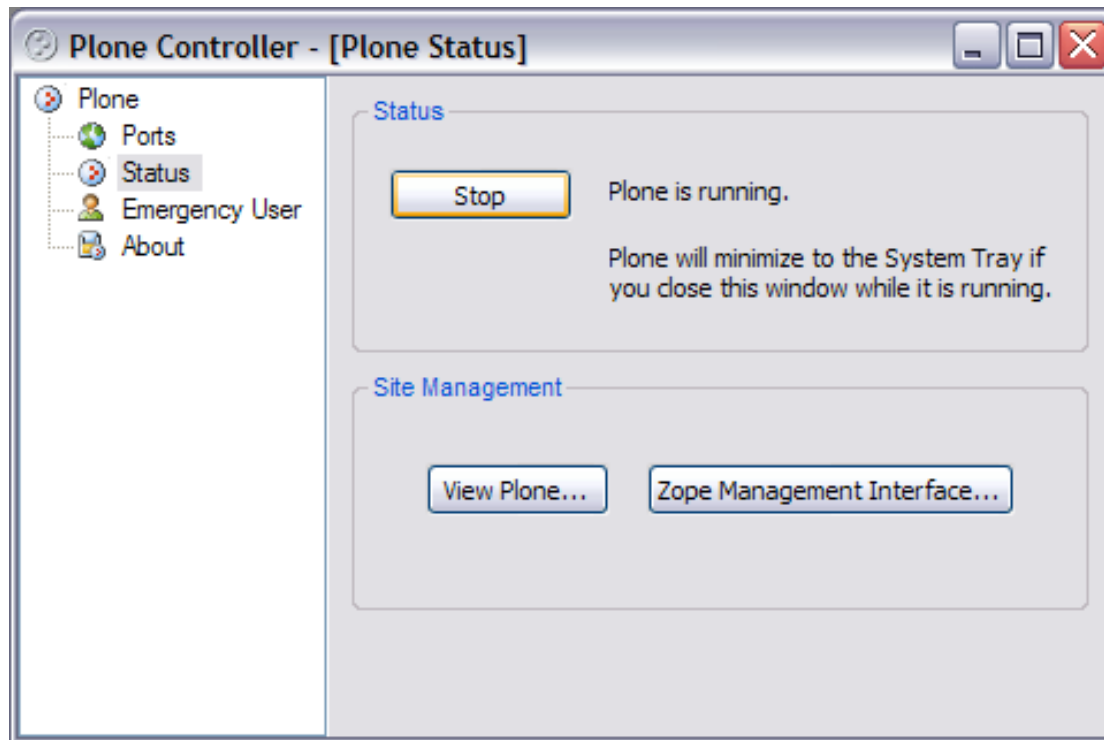 Plone Controller - [Plone Status]
Plone
Ports
Status
Emergency User
About
Status
Stop
Plone is running.
Plone will minimize to the System Tray if
you close this window while it is running.
Site Management
View Plone...
Zope Management Interface...